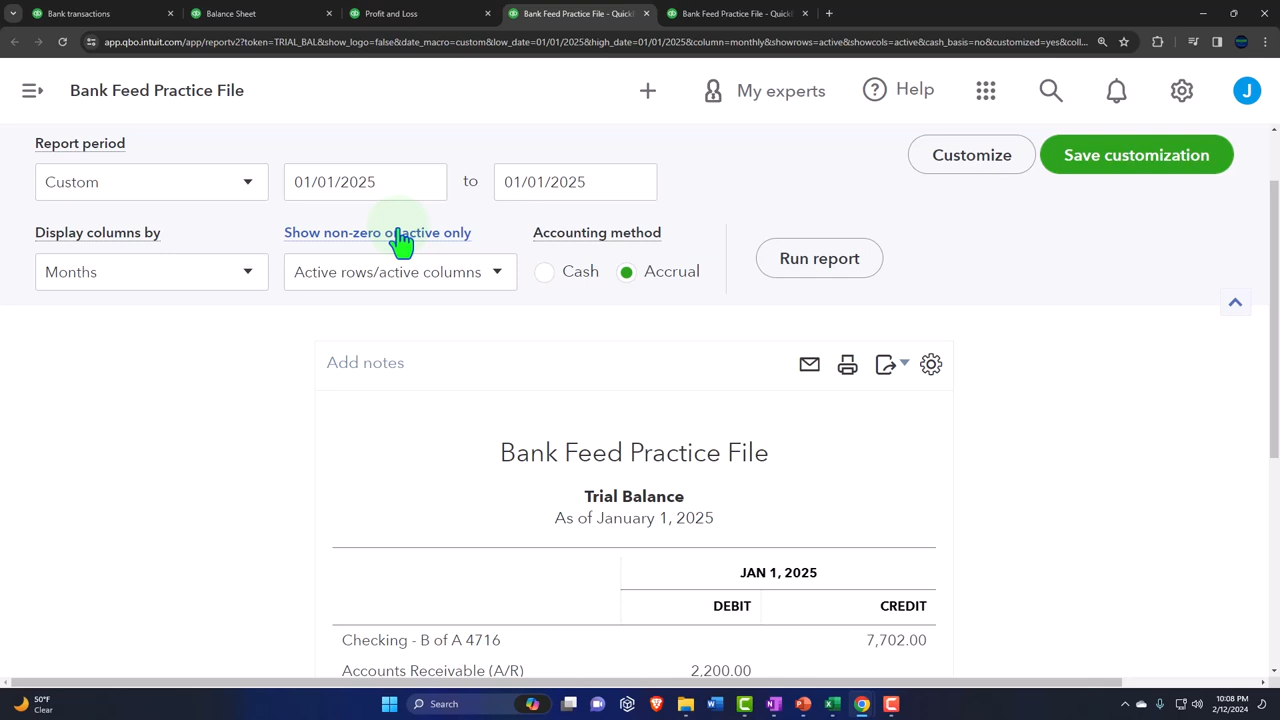 Bank transactions
Balance Sheet
Profit and Loss
Bank Feed Practice File - Quick
Bank Feed Practice File - Quick
app.qbo.intuit.com/app/reportv2?token=TRIAL_BAL&show_logo=false&date_macro=custom&low_date=01/01/2025&high_date=01/01/2025&column=monthly&showrows=active&showcols=active&cash_basis=no&customized=yes&coll...
Bank Feed Practice File
My experts
Help
J
Report period
Custom
01/01/2025
to
01/01/2025
Customize
Save customization
Display columns by
Show non-zero or active only
Accounting method
Months
Active rows/active columns
Cash
Accrual
Run report
Add notes
Bank Feed Practice File
Trial Balance
As of January 1, 2025
JAN 1, 2025
DEBIT
CREDIT
Checking - B of A 4716
7,702.00
Accounts Receivable (A/R)
2,200.00
50°F
Clear
Search
10:08 PM
2/12/2024